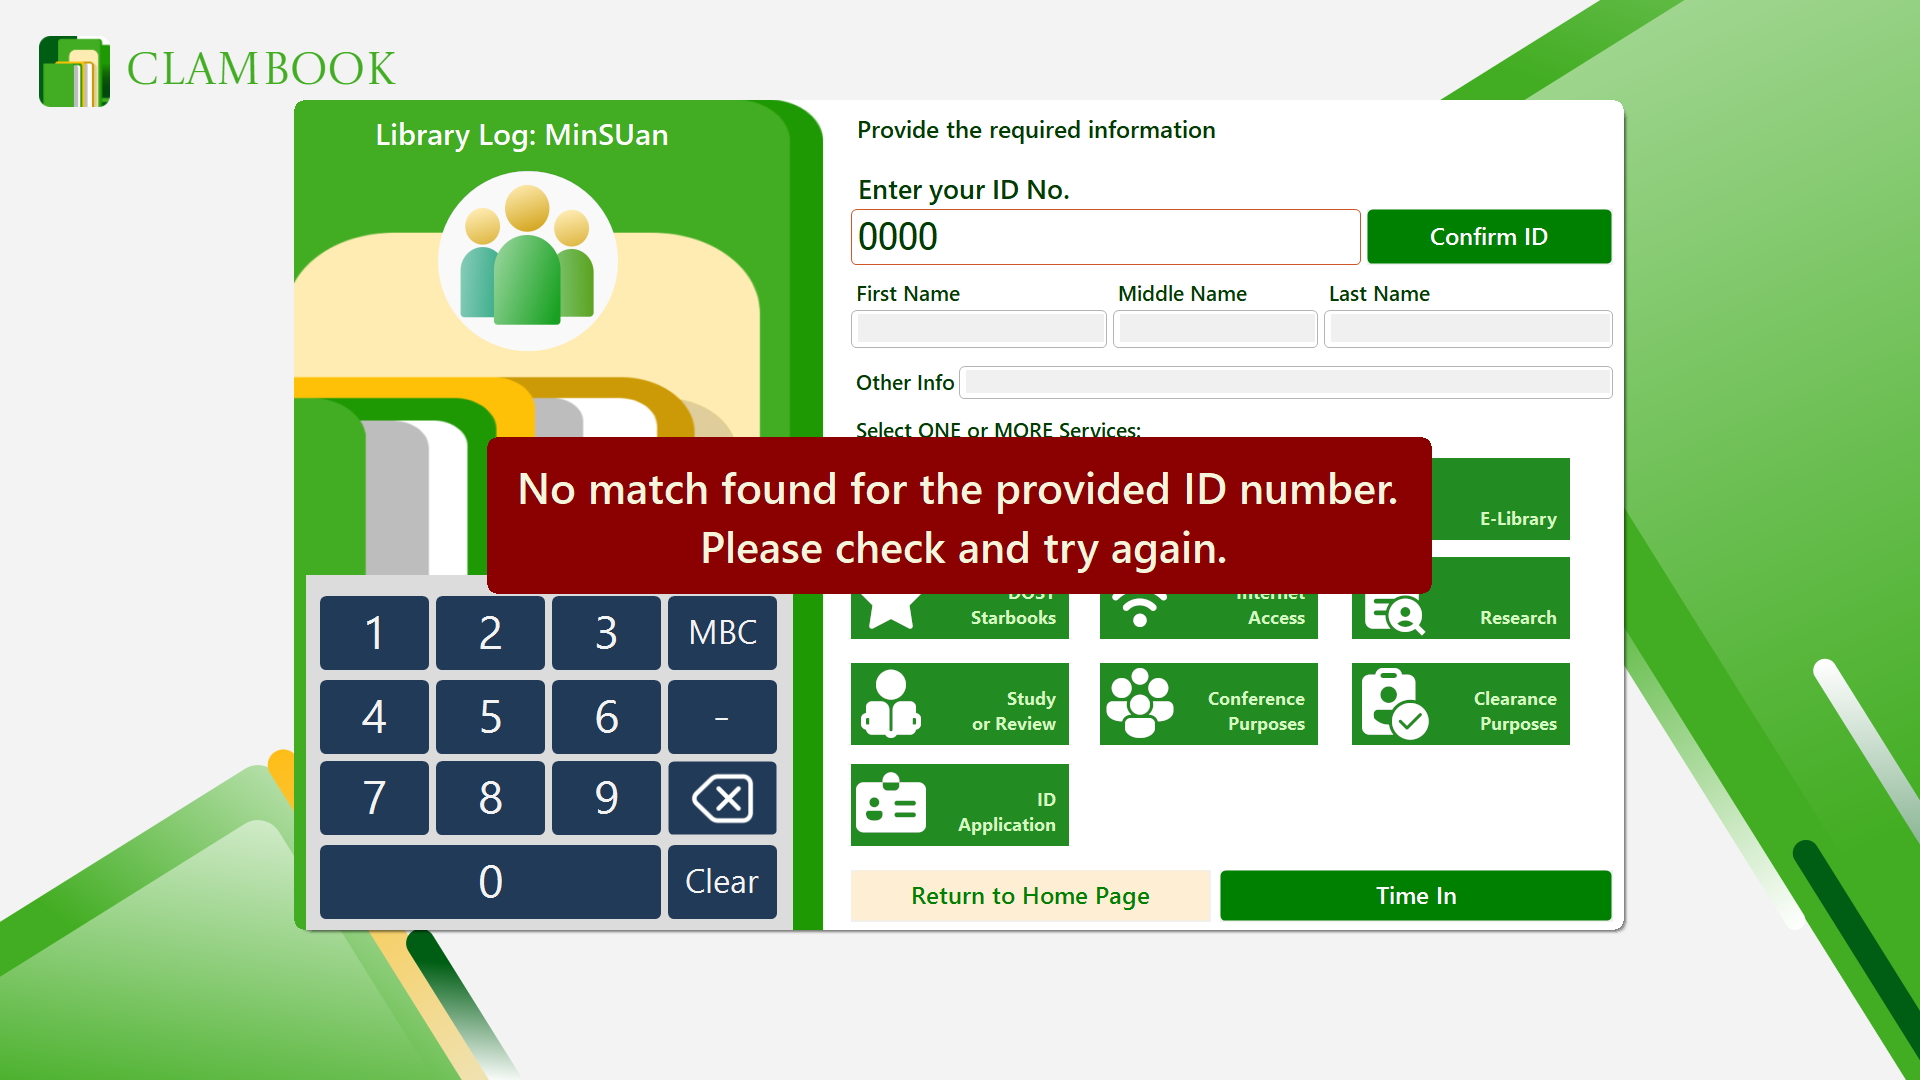 CLAMBOOK
Library Log: MinSUan
Provide the required information
Enter your ID No.
0000
Confirm ID
First Name
Middle Name
Last Name
Other Info
Select ONE or MORE Services:
No match found for the provided ID number.
Please check and try again.
E-Library
DOST
Starbooks
Internet
Access
Research
Study
or Review
Conference
Purposes
Clearance
Purposes
ID
Application
1
2
3
MBC
4
5
6
-
7
8
9
0
Clear
Return to Home Page
Time In